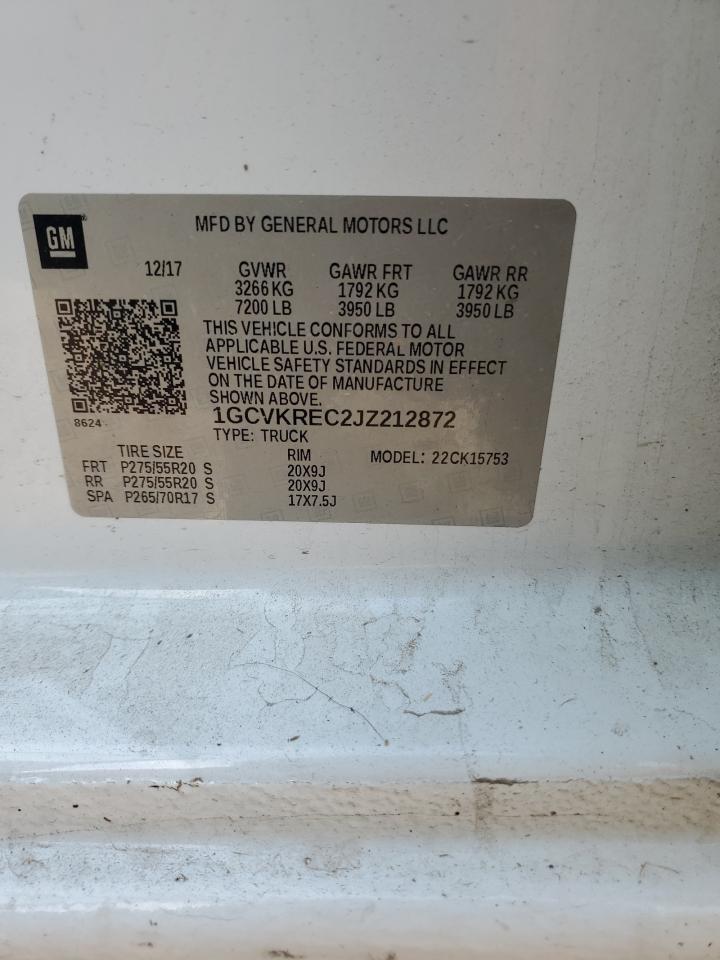 GM
MFD BY GENERAL MOTORS LLC
12/17 GVWR GAWR FRT GAWR RR
3266 KG 1792 KG 1792 KG
7200 LB 3950 LB 3950 LB
THIS VEHICLE CONFORMS TO ALL
APPLICABLE U.S. FEDERAL MOTOR
VEHICLE SAFETY STANDARDS IN EFFECT
ON THE DATE OF MANUFACTURE
SHOWN ABOVE.
8624
1GCVKREC2JZ212872
TYPE: TRUCK
TIRE SIZE RIM MODEL: 22CK15753
FRT P275/55R20 S 20X9J
RR P275/55R20 S 20X9J
SPA P265/70R17 S 17X7.5J